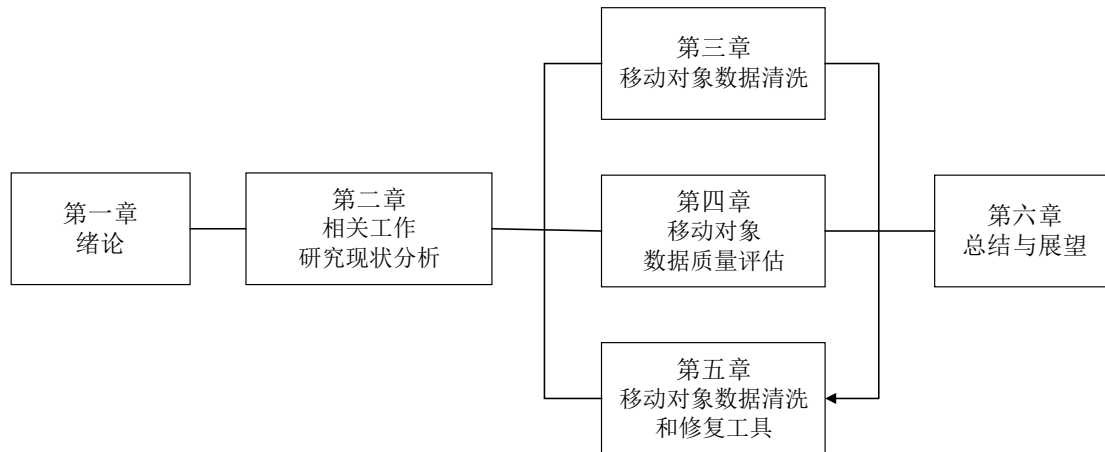 第一章
绪论
第二章
相关工作
研究现状分析
第三章
移动对象数据清洗
第四章
移动对象
数据质量评估
第五章
移动对象数据清洗
和修复工具
第六章
总结与展望